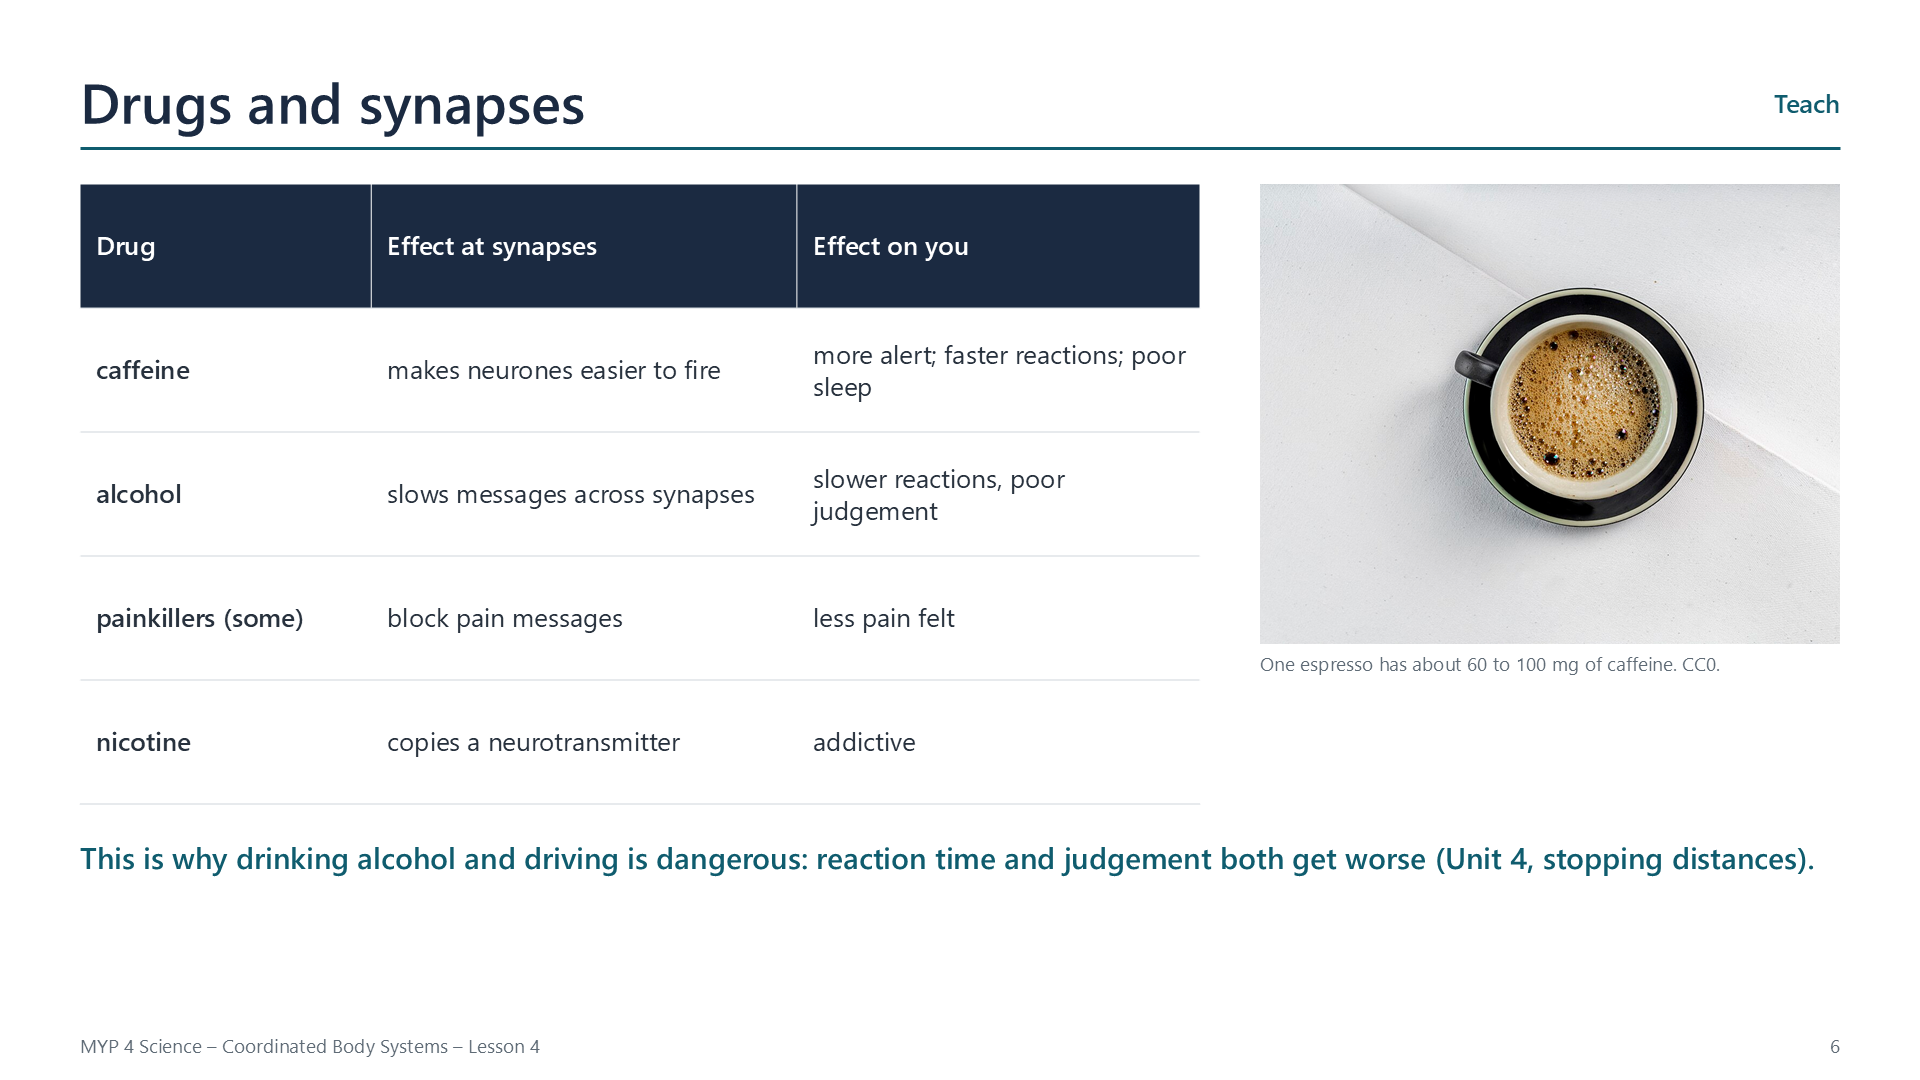 Drugs and synapses
Teach
Drug
Effect at synapses
Effect on you
caffeine
makes neurones easier to fire
more alert; faster reactions; poor
sleep
alcohol
slows messages across synapses
slower reactions, poor
judgement
painkillers (some)
block pain messages
less pain felt
nicotine
copies a neurotransmitter
addictive
One espresso has about 60 to 100 mg of caffeine. CC0.
This is why drinking alcohol and driving is dangerous: reaction time and judgement both get worse (Unit 4, stopping distances).
MYP 4 Science – Coordinated Body Systems – Lesson 4
6